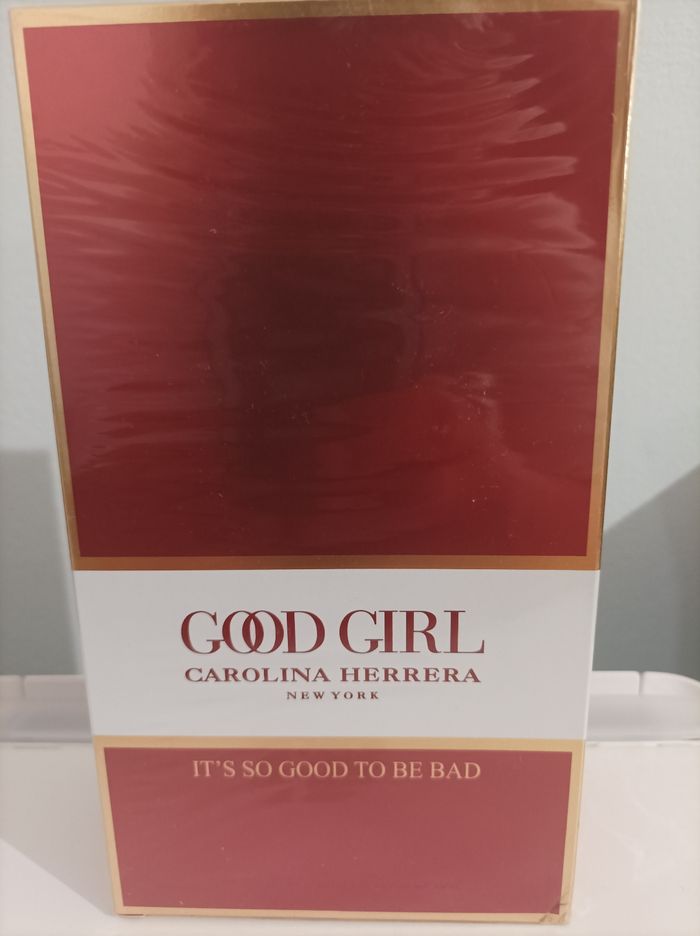 GOOD GIRL
CAROLINA HERRERA
NEW YORK
IT'S SO GOOD TO BE BAD